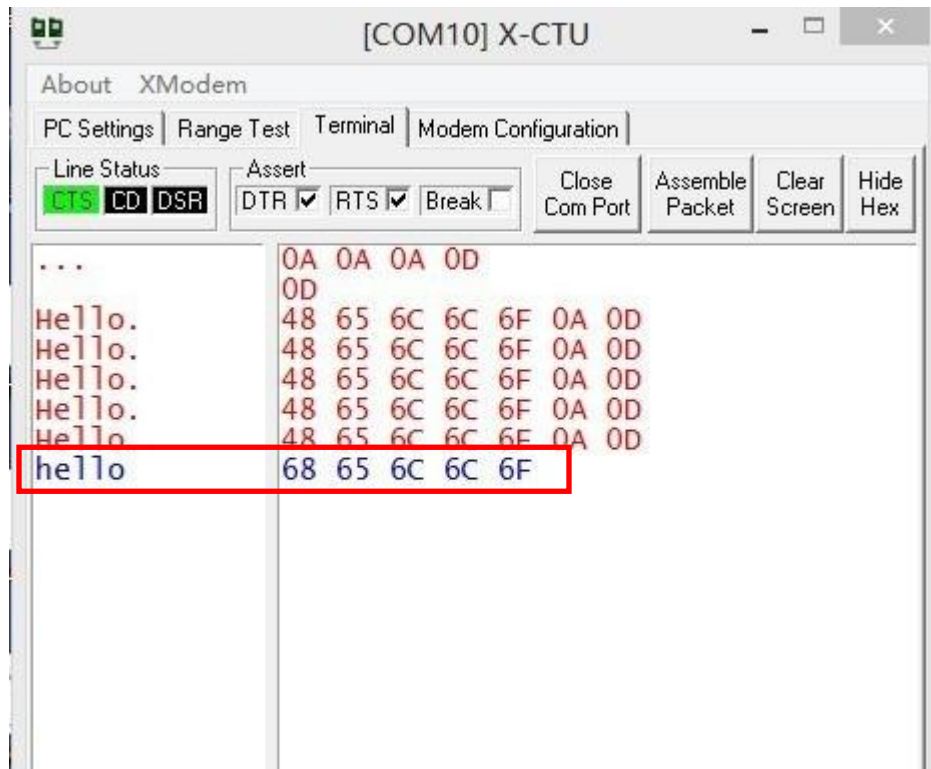 [COM10] X-CTU
About XModem
PC Settings Range Test Terminal Modem Configuration
Line Status Assert
CTS CD DSR DTR RTS Break Close Com Port Assemble Packet Clear Screen Hide Hex
... 0A 0A 0A 0D
0D
Hello. 48 65 6C 6C 6F 0A 0D
Hello. 48 65 6C 6C 6F 0A 0D
Hello. 48 65 6C 6C 6F 0A 0D
Hello. 48 65 6C 6C 6F 0A 0D
Hello 48 65 6C 6C 6F 0A 0D
hello 68 65 6C 6C 6F